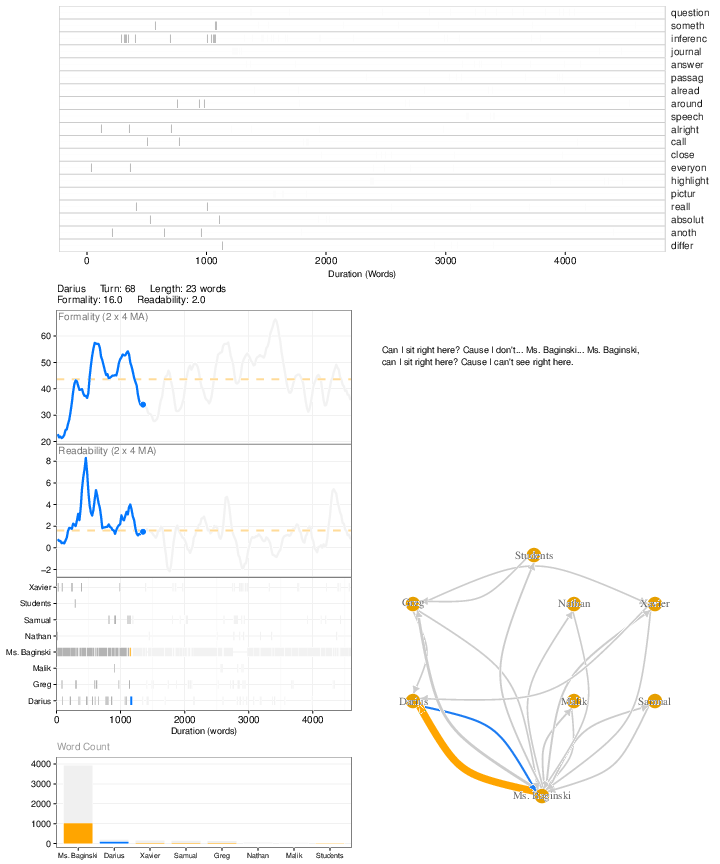 question
someth
inferenc
journal
answer
passag
alread
around
speech
alright
call
close
everyon
highlight
pictur
reall
absolut
anoth
differ
0 1000 2000 3000 4000
Duration (Words)
Darius Turn: 68 Length: 23 words
Formality: 16.0 Readability: 2.0
Formality (2 x 4 MA)
60
50
40
30
20
Can I sit right here? Cause I don't... Ms. Baginski... Ms. Baginski,
can I sit right here? Cause I can't see right here.
Readability (2 x 4 MA)
8
6
4
2
0
−2
Xavier
Students
Samual
Nathan
Ms. Baginski
Malik
Greg
Darius
0 1000 2000 3000 4000
Duration (words)
Students
Greg Nathan Xavier
Darius Malik Samual
Ms. Baginski
Word Count
4000
3000
2000
1000
0
Ms. Baginski Darius Xavier Samual Greg Nathan Malik Students